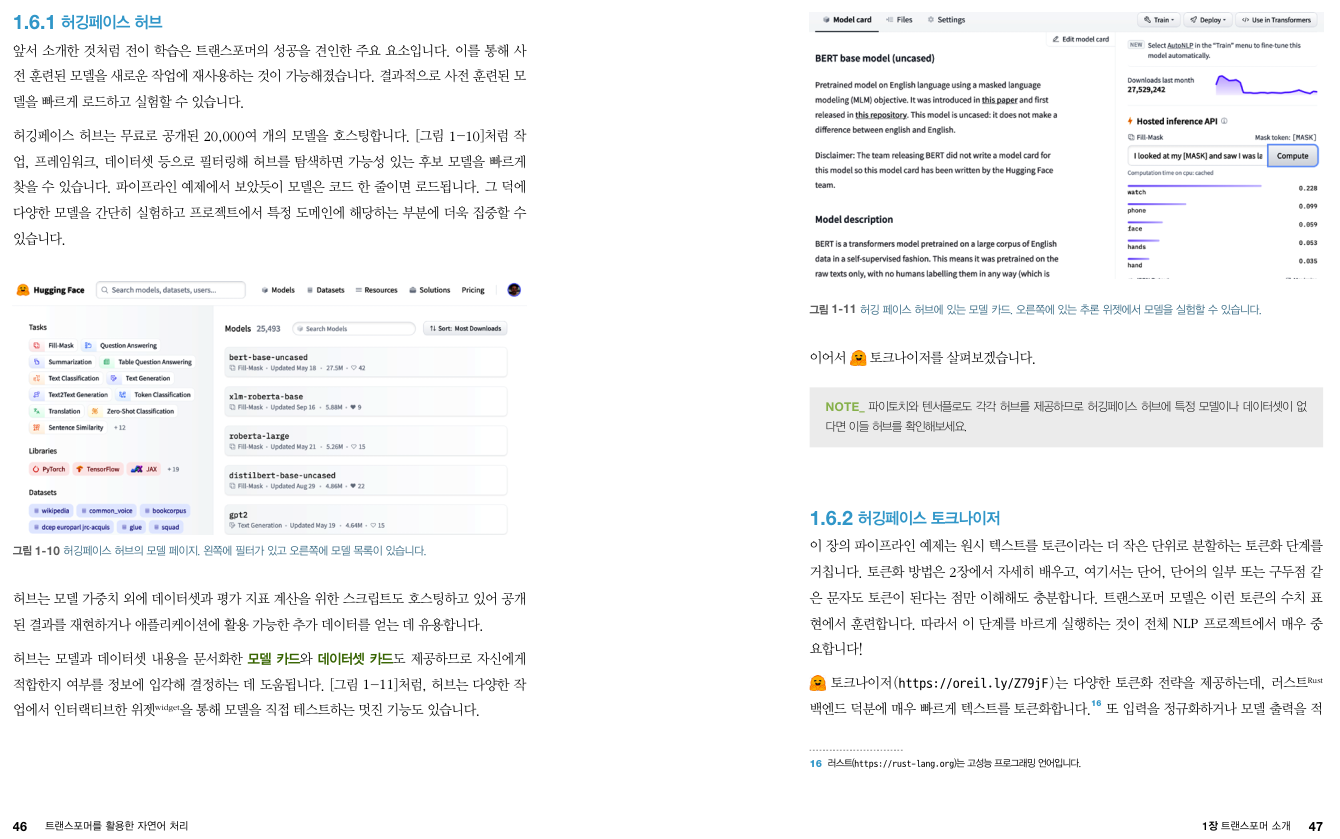 1.6.1 허깅페이스 허브
앞서 소개한 것처럼 전이 학습은 트랜스포머의 성공을 견인한 주요 요소입니다. 이를 통해 사
전 훈련된 모델을 새로운 작업에 재사용하는 것이 가능해졌습니다. 결과적으로 사전 훈련된 모
델을 빠르게 로드하고 실험할 수 있습니다.
허깅페이스 허브는 무료로 공개된 20,000여 개의 모델을 호스팅합니다. [그림 1-10]처럼 작
업, 프레임워크, 데이터셋 등으로 필터링해 허브를 탐색하면 가능성 있는 후보 모델을 빠르게
찾을 수 있습니다. 파이프라인 예제에서 보았듯이 모델은 코드 한 줄이면 로드됩니다. 그 덕에
다양한 모델을 간단히 실험하고 프로젝트에서 특정 도메인에 해당하는 부분에 더욱 집중할 수
있습니다.
Hugging Face Search models, datasets, users... Models Datasets Resources Solutions Pricing
Tasks
Fill-Mask Question Answering
Summarization Table Question Answering
Text Classification Text Generation
Text2Text Generation Token Classification
Translation Zero-Shot Classification
Sentence Similarity +12
Libraries
PyTorch TensorFlow JAX +19
Datasets
wikipedia common_voice bookcorpus
dcep europarl jrc-acquis glue squad
Models 25,493 Search Models Sort: Most Downloads
bert-base-uncased
Fill-Mask • Updated May 18 • 27.5M • ♡ 42
xlm-roberta-base
Fill-Mask • Updated Sep 16 • 5.88M • ♥ 9
roberta-large
Fill-Mask • Updated May 21 • 5.26M • ♡ 15
distilbert-base-uncased
Fill-Mask • Updated Aug 29 • 4.86M • ♥ 22
gpt2
Text Generation • Updated May 19 • 4.64M • ♡ 15
그림 1-10 허깅페이스 허브의 모델 페이지. 왼쪽에 필터가 있고 오른쪽에 모델 목록이 있습니다.
허브는 모델 가중치 외에 데이터셋과 평가 지표 계산을 위한 스크립트도 호스팅하고 있어 공개
된 결과를 재현하거나 애플리케이션에 활용 가능한 추가 데이터를 얻는 데 유용합니다.
허브는 모델과 데이터셋 내용을 문서화한 모델 카드와 데이터셋 카드도 제공하므로 자신에게
적합한지 여부를 정보에 입각해 결정하는 데 도움됩니다. [그림 1-11]처럼, 허브는 다양한 작
업에서 인터랙티브한 위젯widget을 통해 모델을 직접 테스트하는 멋진 기능도 있습니다.
46 트랜스포머를 활용한 자연어 처리
Model card Files Settings Train Deploy </> Use in Transformers
Edit model card
BERT base model (uncased)
Pretrained model on English language using a masked language
modeling (MLM) objective. It was introduced in this paper and first
released in this repository. This model is uncased: it does not make a
difference between english and English.
Disclaimer: The team releasing BERT did not write a model card for
this model so this model card has been written by the Hugging Face
team.
Model description
BERT is a transformers model pretrained on a large corpus of English
data in a self-supervised fashion. This means it was pretrained on the
raw texts only, with no humans labelling them in any way (which is
NEW Select AutoNLP in the "Train" menu to fine-tune this
model automatically.
Downloads last month
27,529,242
Hosted inference API
Fill-Mask Mask token: [MASK]
I looked at my [MASK] and saw I was la Compute
Computation time on cpu: cached
watch 0.228
phone 0.099
face 0.059
hands 0.053
hand 0.035
그림 1-11 허깅 페이스 허브에 있는 모델 카드. 오른쪽에 있는 추론 위젯에서 모델을 실험할 수 있습니다.
이어서 🤗 토크나이저를 살펴보겠습니다.
NOTE_ 파이토치와 텐서플로도 각각 허브를 제공하므로 허깅페이스 허브에 특정 모델이나 데이터셋이 없
다면 이들 허브를 확인해보세요.
1.6.2 허깅페이스 토크나이저
이 장의 파이프라인 예제는 원시 텍스트를 토큰이라는 더 작은 단위로 분할하는 토큰화 단계를
거칩니다. 토큰화 방법은 2장에서 자세히 배우고, 여기서는 단어, 단어의 일부 또는 구두점 같
은 문자도 토큰이 된다는 점만 이해해도 충분합니다. 트랜스포머 모델은 이런 토큰의 수치 표
현에서 훈련합니다. 따라서 이 단계를 바르게 실행하는 것이 전체 NLP 프로젝트에서 매우 중
요합니다!
🤗 토크나이저(https://oreil.ly/Z79jF)는 다양한 토큰화 전략을 제공하는데, 러스트Rust
백엔드 덕분에 매우 빠르게 텍스트를 토큰화합니다.16 또 입력을 정규화하거나 모델 출력을 적
16 러스트(https://rust-lang.org)는 고성능 프로그래밍 언어입니다.
1장 트랜스포머 소개 47